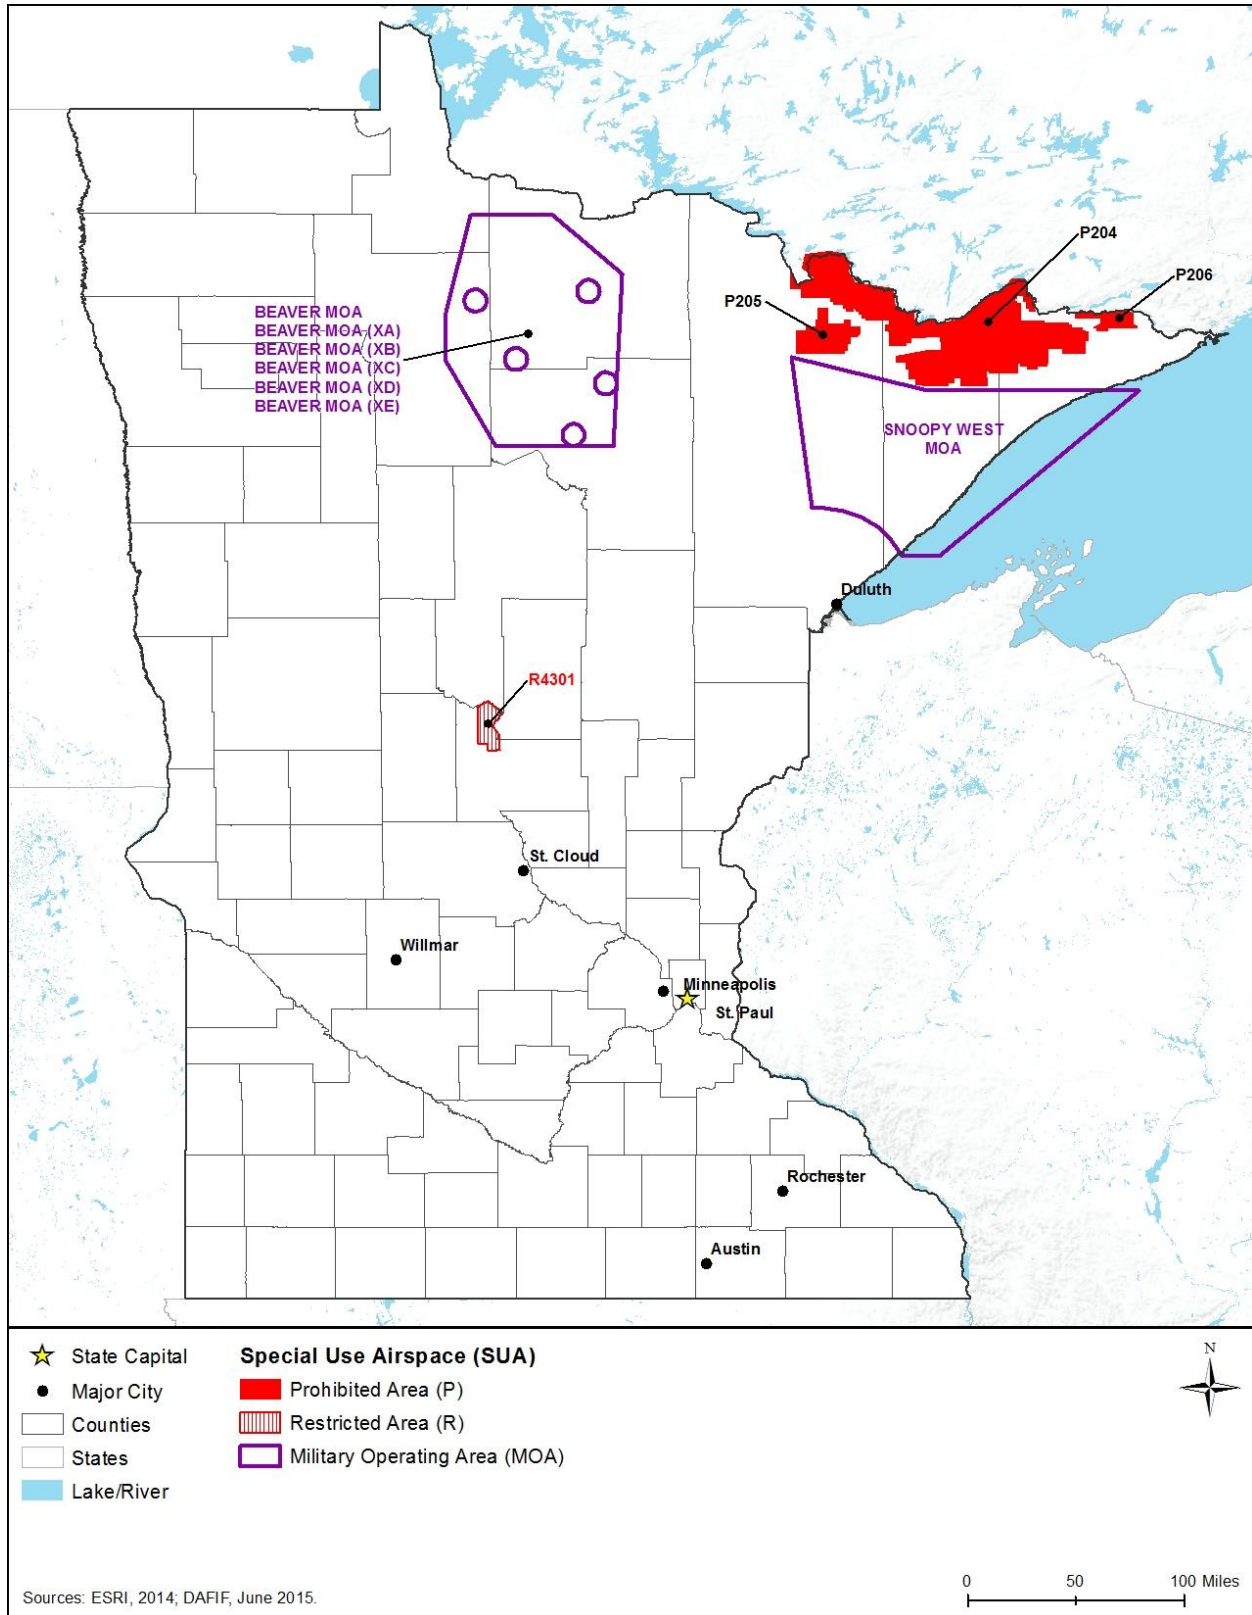 P204
P206
P205
BEAVER MOA
BEAVER MOA (XA)
BEAVER MOA (XB)
BEAVER MOA (XC)
BEAVER MOA (XD)
BEAVER MOA (XE)
SNOOPY WEST
MOA
Duluth
R4301
St. Cloud
Willmar
Minneapolis
St. Paul
Rochester
Austin
State Capital
Major City
Counties
States
Lake/River
Special Use Airspace (SUA)
Prohibited Area (P)
Restricted Area (R)
Military Operating Area (MOA)
N
Sources: ESRI, 2014; DAFIF, June 2015.
0 50 100 Miles